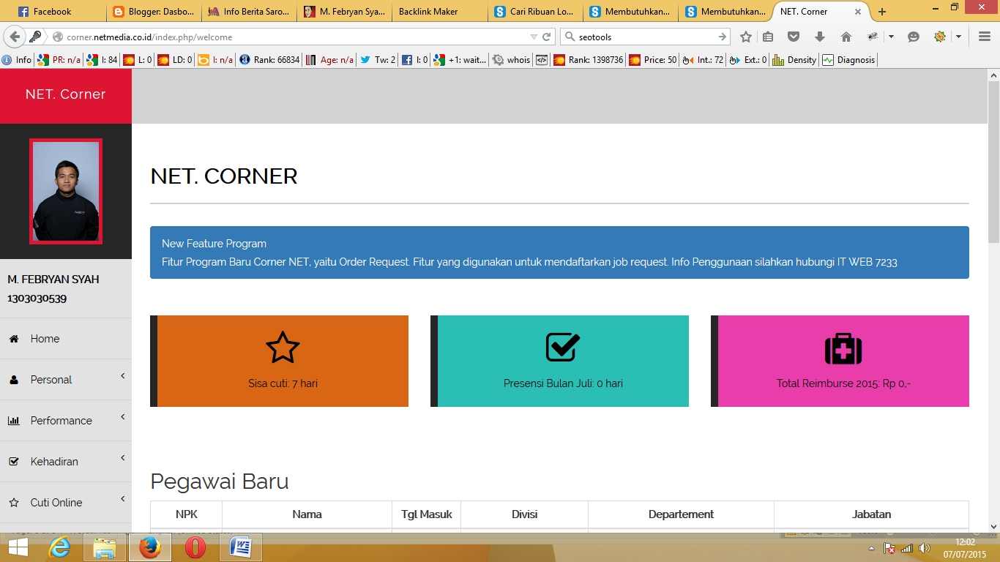 Facebook
Blogger: Dasbo...
Info Berita Saro...
M. Febryan Sya...
Backlink Maker
Cari Ribuan Lo...
Membutuhkan...
Membutuhkan...
NET. Corner
corner.netmedia.co.id/index.php/welcome
seotools
Info
PR: n/a
I: 84
L: 0
LD: 0
I: n/a
Rank: 66834
Age: n/a
Tw: 2
I: 0
+1: wait...
whois
Rank: 1398736
Price: 50
Int.: 72
Ext.: 0
Density
Diagnosis
NET. Corner
M. FEBRYAN SYAH
1303030539
Home
Personal
Performance
Kehadiran
Cuti Online
NET. CORNER
New Feature Program
Fitur Program Baru Corner NET, yaitu Order Request. Fitur yang digunakan untuk mendaftarkan job request. Info Penggunaan silahkan hubungi IT WEB 7233
Sisa cuti: 7 hari
Presensi Bulan Juli: 0 hari
Total Reimburse 2015: Rp 0,-
Pegawai Baru
NPK
Nama
Tgl Masuk
Divisi
Departement
Jabatan
12:02
07/07/2015